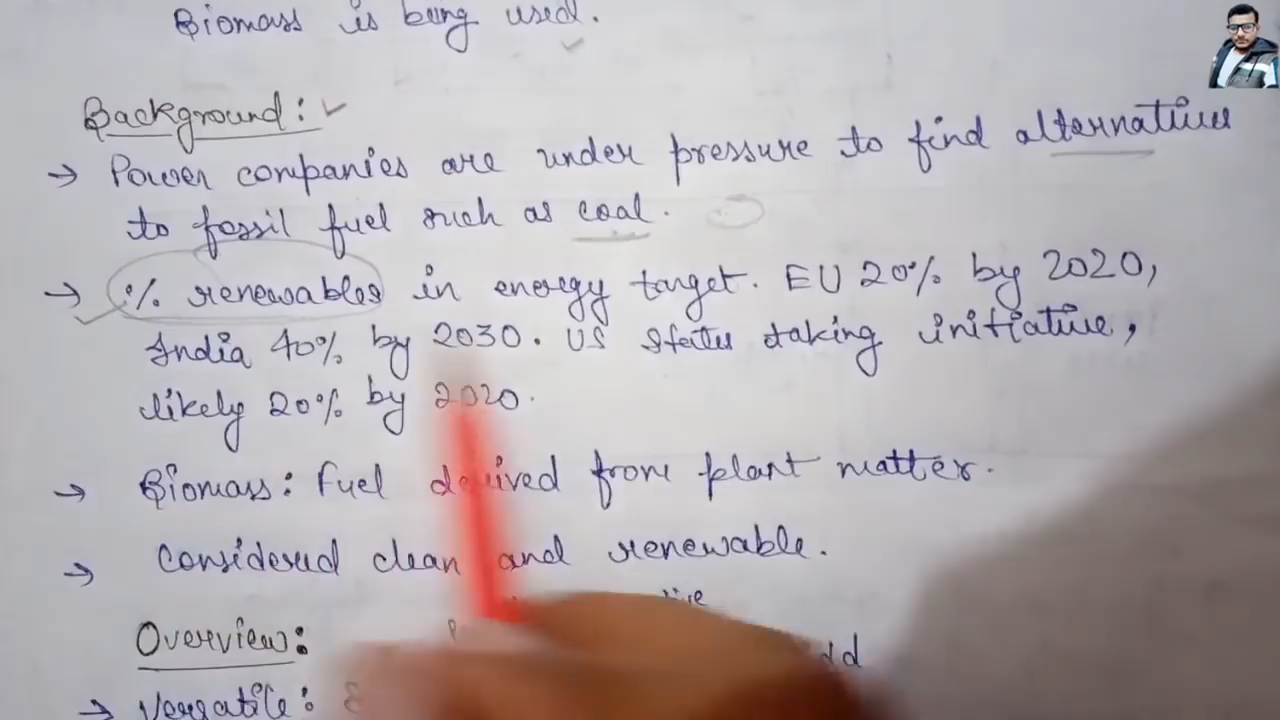 Biomass is being used.
Background:
→ Power companies are under pressure to find alternatives
to fossil fuel such as coal.
→ % renewables in energy target. EU 20% by 2020,
India 40% by 2030. US States taking initiative,
likely 20% by 2020.
→ Biomass: Fuel derived from plant matter.
→ Considered clean and renewable.
Overview:
→ Versatile: